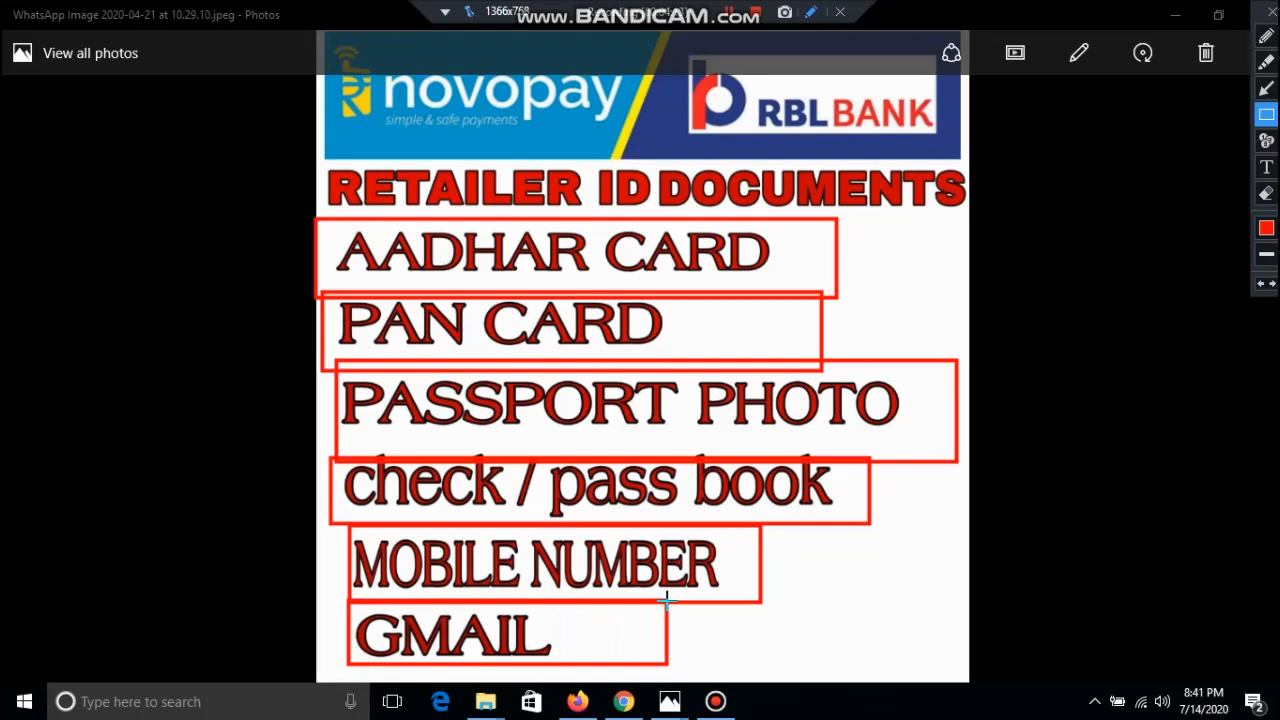 WhatsApp Image 2020-04-21 at 10.29.10.jpeg - Photos
1366x768
www.BANDICAM.com
View all photos
novopay
simple & safe payments
RBL BANK
RETAILER ID DOCUMENTS
AADHAR CARD
PAN CARD
PASSPORT PHOTO
check / pass book
MOBILE NUMBER
GMAIL
Type here to search
8:41 PM
7/14/2020
2